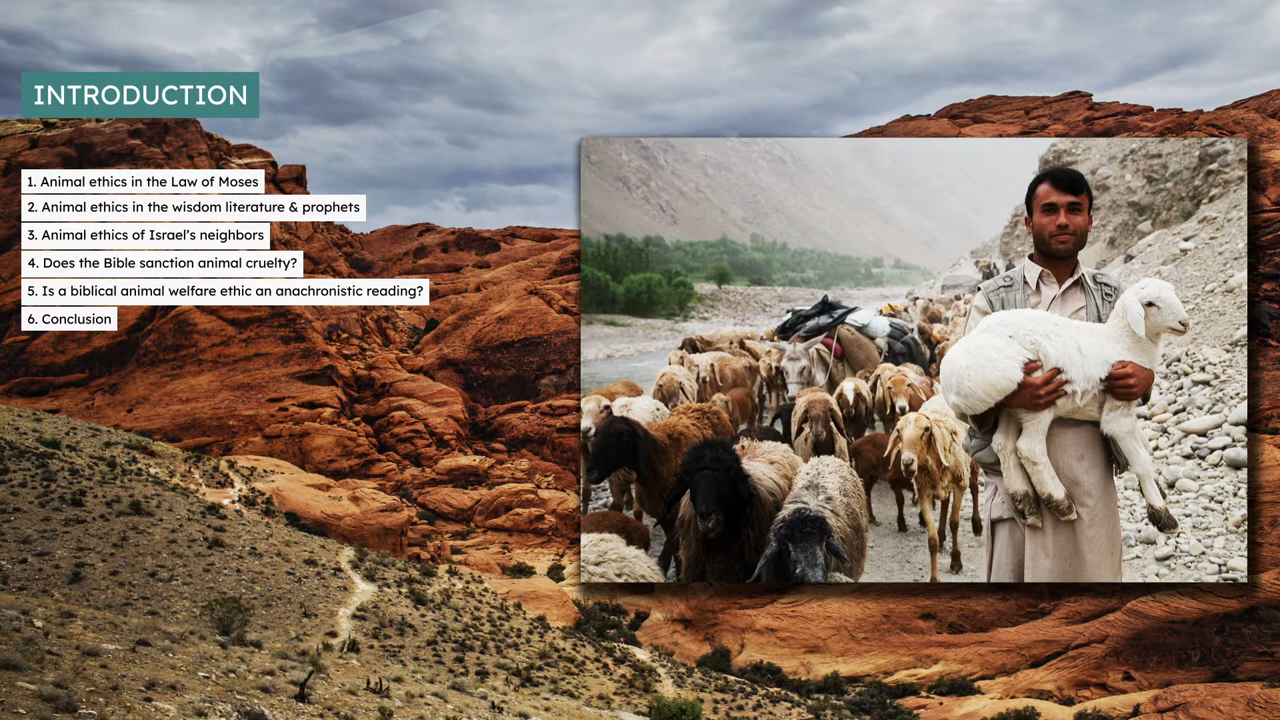 INTRODUCTION
1. Animal ethics in the Law of Moses
2. Animal ethics in the wisdom literature & prophets
3. Animal ethics of Israel's neighbors
4. Does the Bible sanction animal cruelty?
5. Is a biblical animal welfare ethic an anachronistic reading?
6. Conclusion